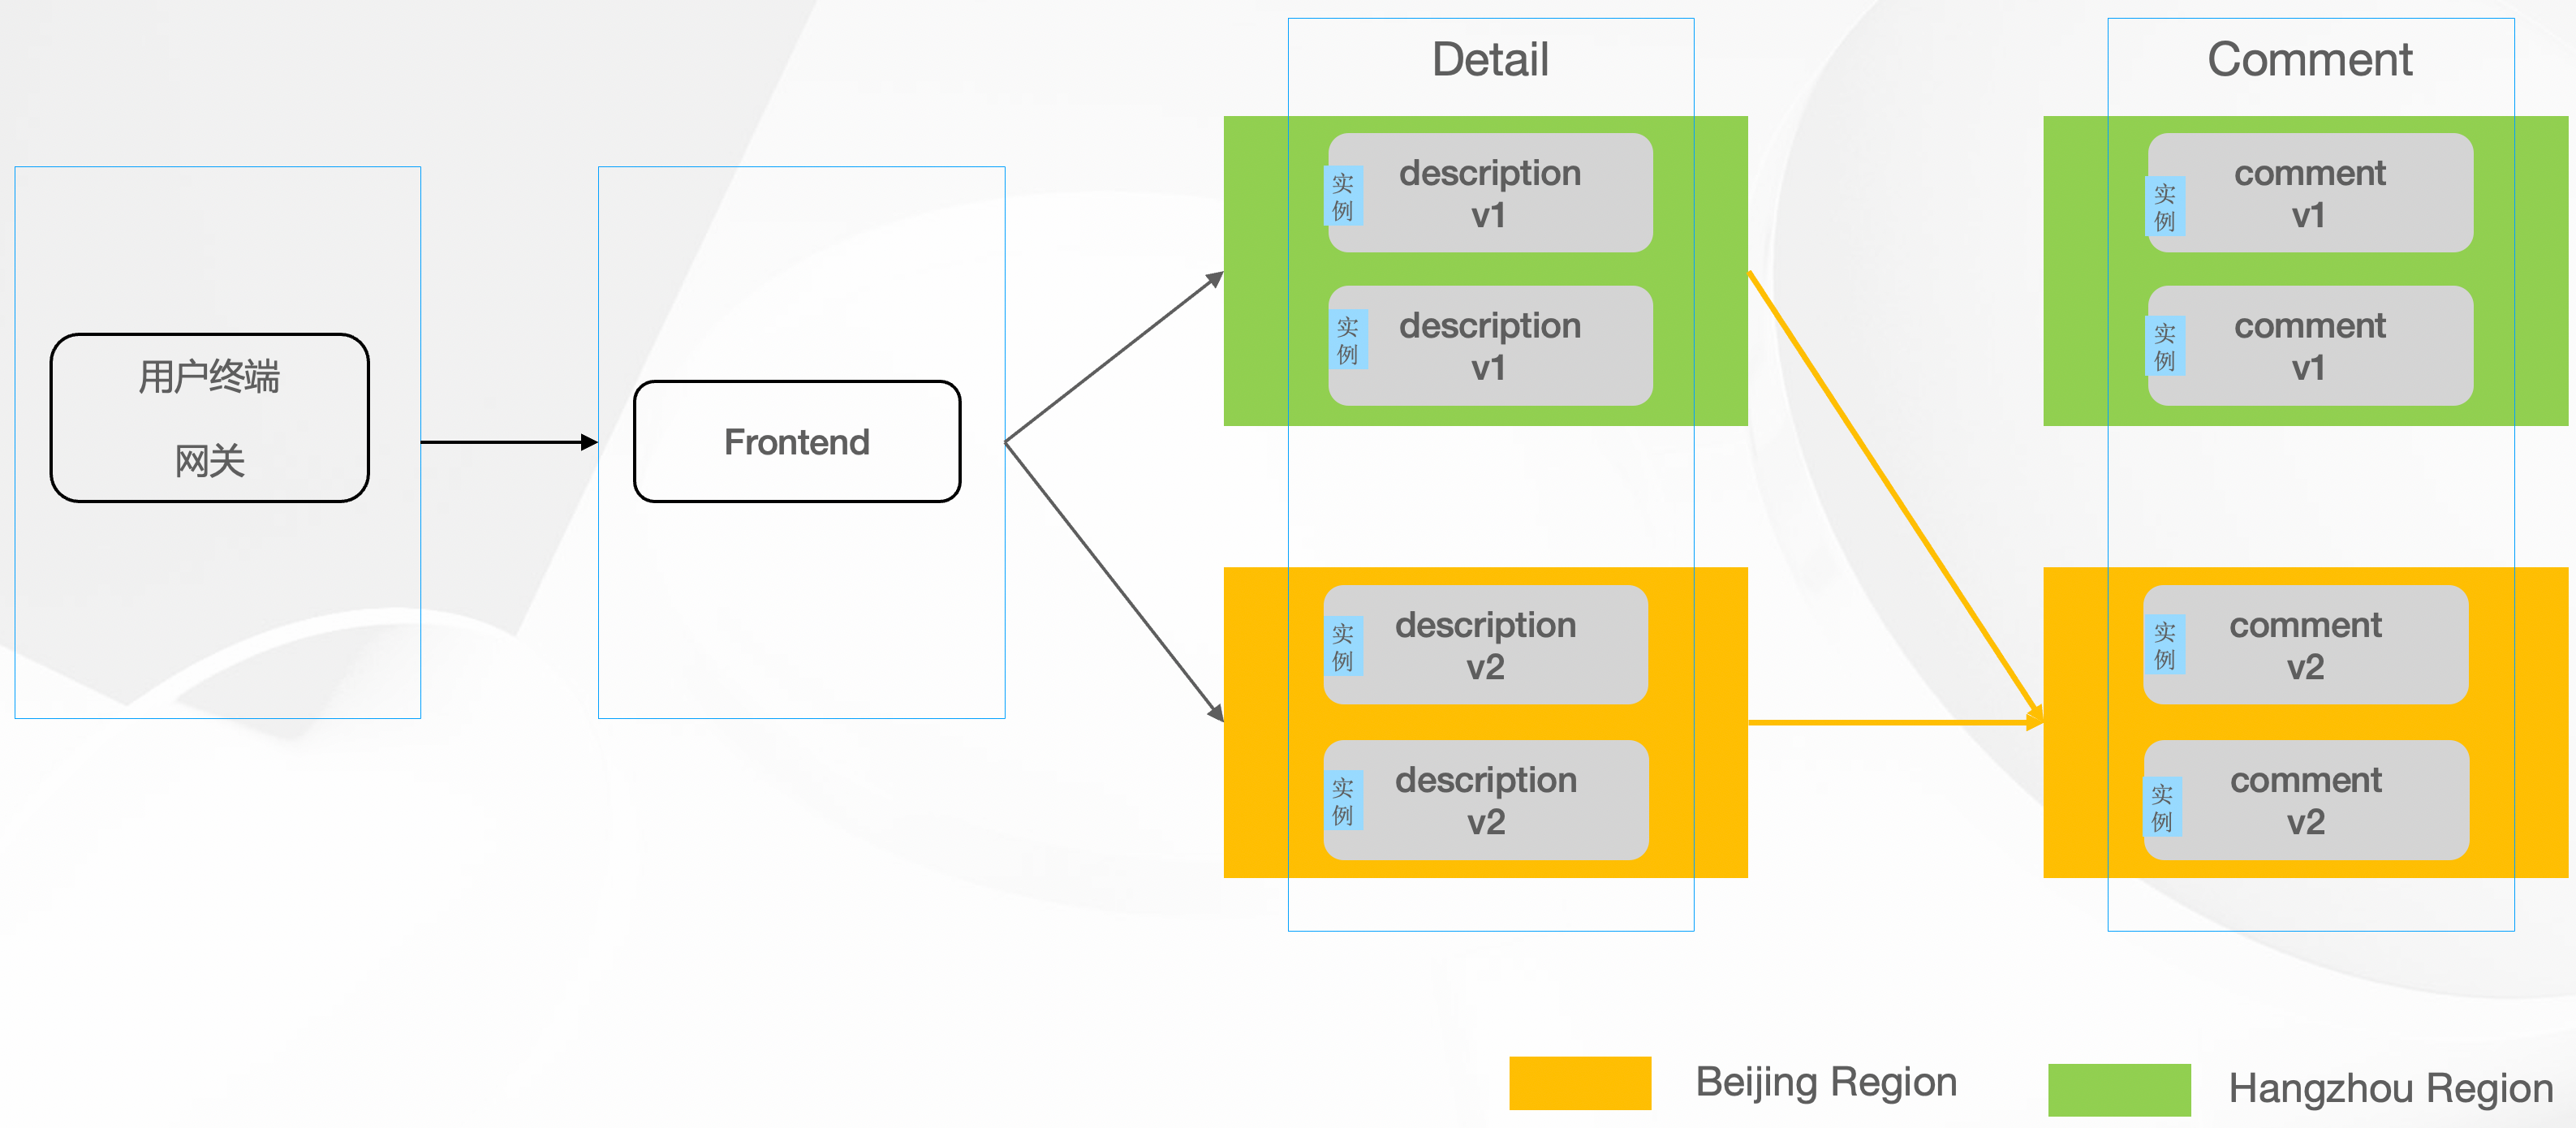 用户终端
网关
Frontend
Detail
实
例
description
v1
实
例
description
v1
实
例
description
v2
实
例
description
v2
Comment
实
例
comment
v1
实
例
comment
v1
实
例
comment
v2
实
例
comment
v2
Beijing Region
Hangzhou Region